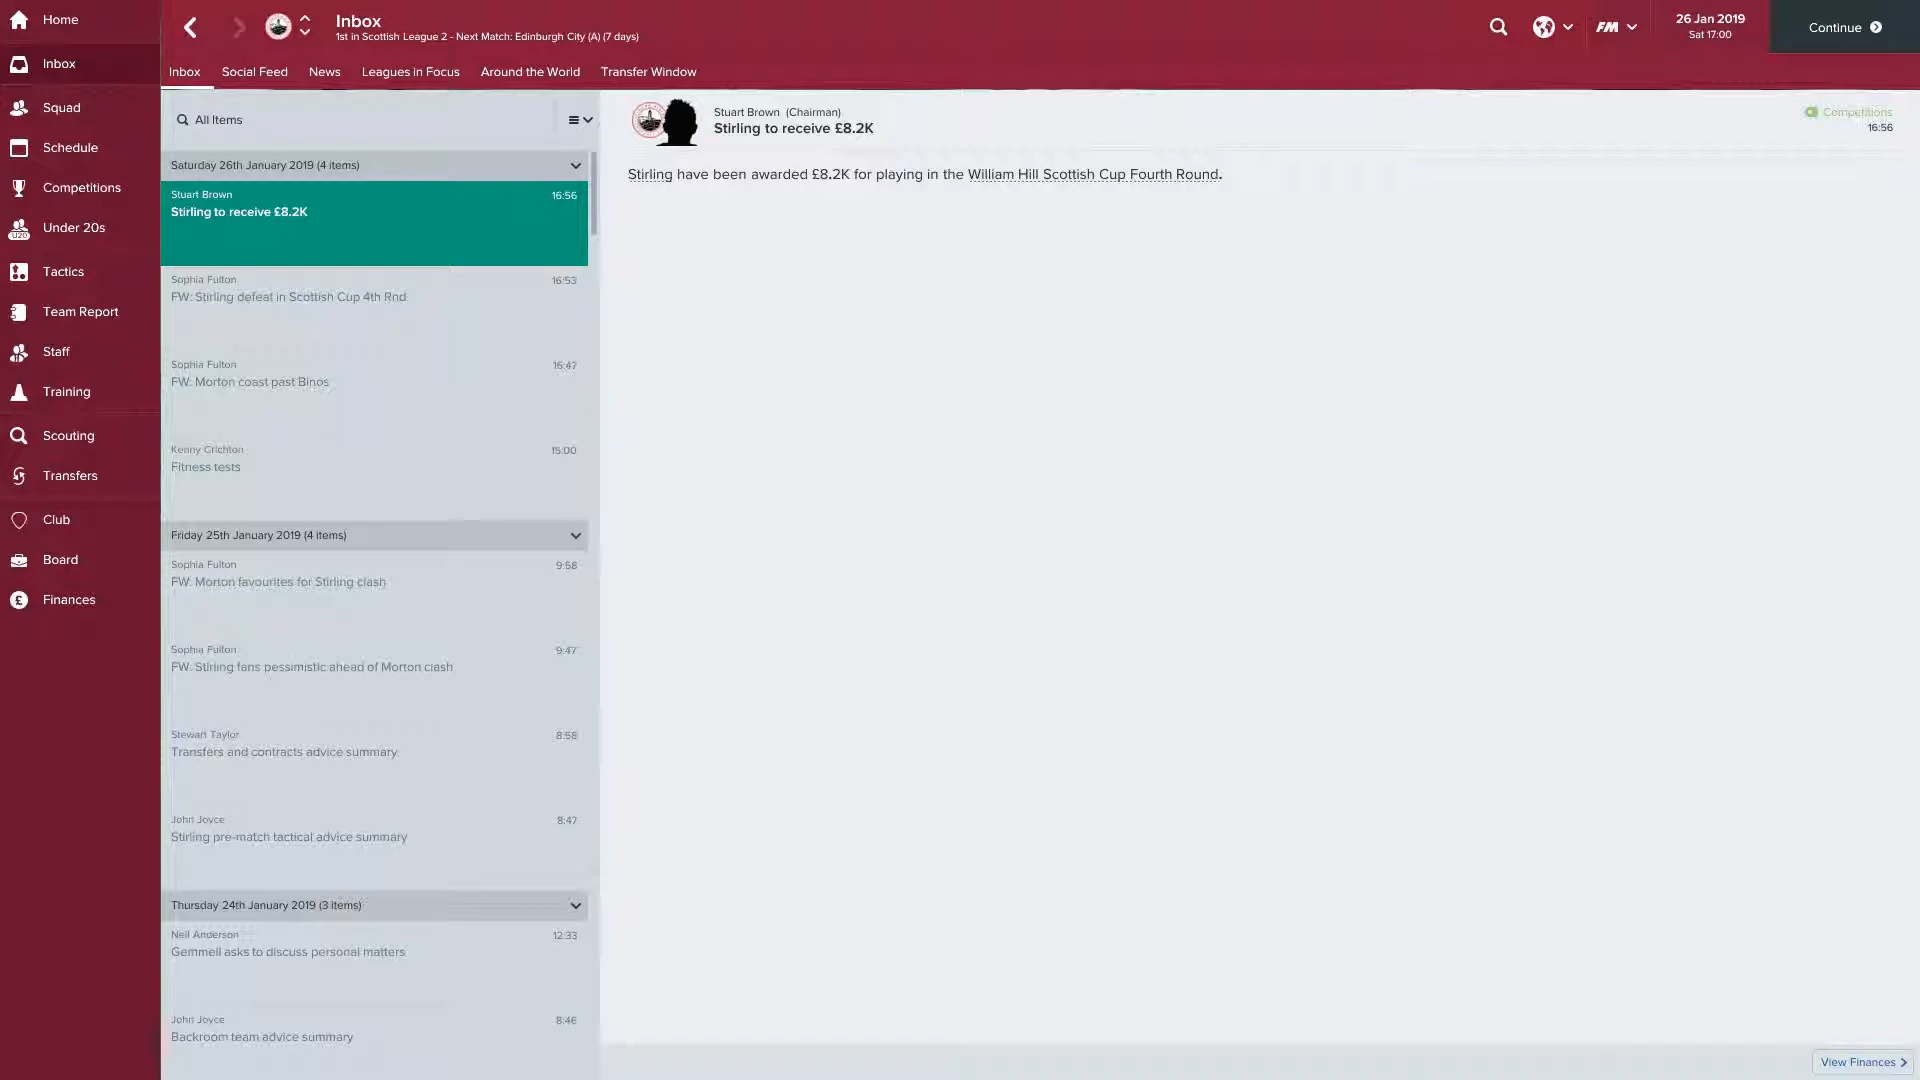 Home
Inbox
Squad
Schedule
Competitions
Under 20s
U20
Tactics
Team Report
Staff
Training
Scouting
Transfers
Club
Board
£ Finances
Inbox
1st in Scottish League 2 - Next Match: Edinburgh City (A) (7 days)
FM
26 Jan 2019
Sat 17:00
Continue
Inbox Social Feed News Leagues in Focus Around the World Transfer Window
All Items
Saturday 26th January 2019 (4 items)
Stuart Brown 16:56
Stirling to receive £8.2K
Sophia Fulton 16:53
FW: Stirling defeat in Scottish Cup 4th Rnd
Sophia Fulton 16:47
FW: Morton coast past Binos
Kenny Crichton 15:00
Fitness tests
Friday 25th January 2019 (4 items)
Sophia Fulton 9:58
FW: Morton favourites for Stirling clash
Sophia Fulton 9:47
FW: Stirling fans pessimistic ahead of Morton clash
Stewart Taylor 8:58
Transfers and contracts advice summary
John Joyce 8:47
Stirling pre-match tactical advice summary
Thursday 24th January 2019 (3 items)
Neil Anderson 12:33
Gemmell asks to discuss personal matters
John Joyce 8:46
Backroom team advice summary
Stuart Brown (Chairman)
Stirling to receive £8.2K
Competitions
16:56
Stirling have been awarded £8.2K for playing in the William Hill Scottish Cup Fourth Round.
View Finances